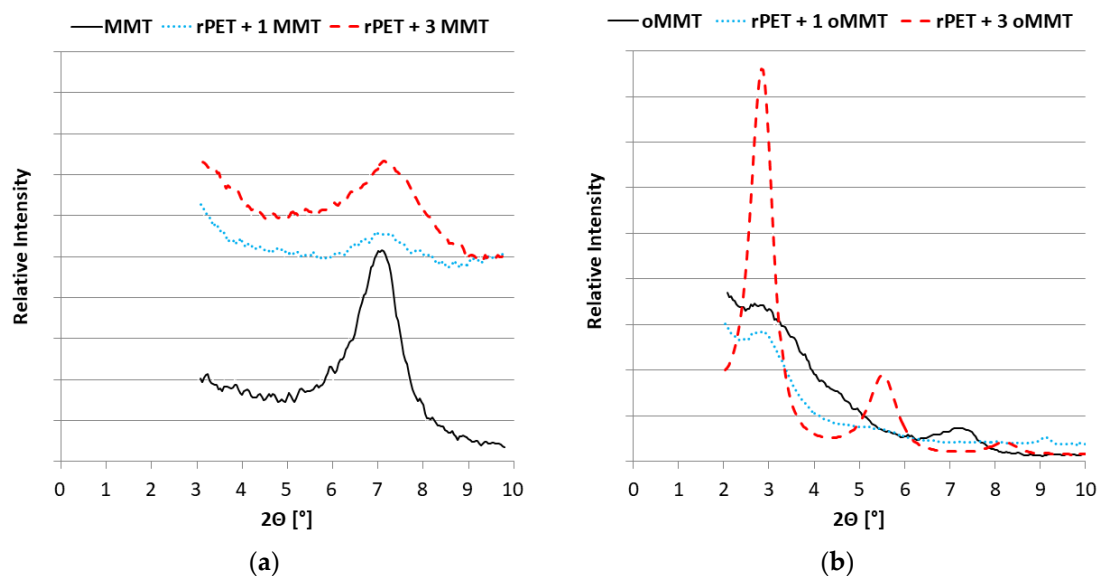 MMT rPET + 1 MMT rPET + 3 MMT
Relative Intensity
0 1 2 3 4 5 6 7 8 9 10
2Θ [°]
(a)
oMMT rPET + 1 oMMT rPET + 3 oMMT
Relative Intensity
0 1 2 3 4 5 6 7 8 9 10
2Θ [°]
(b)